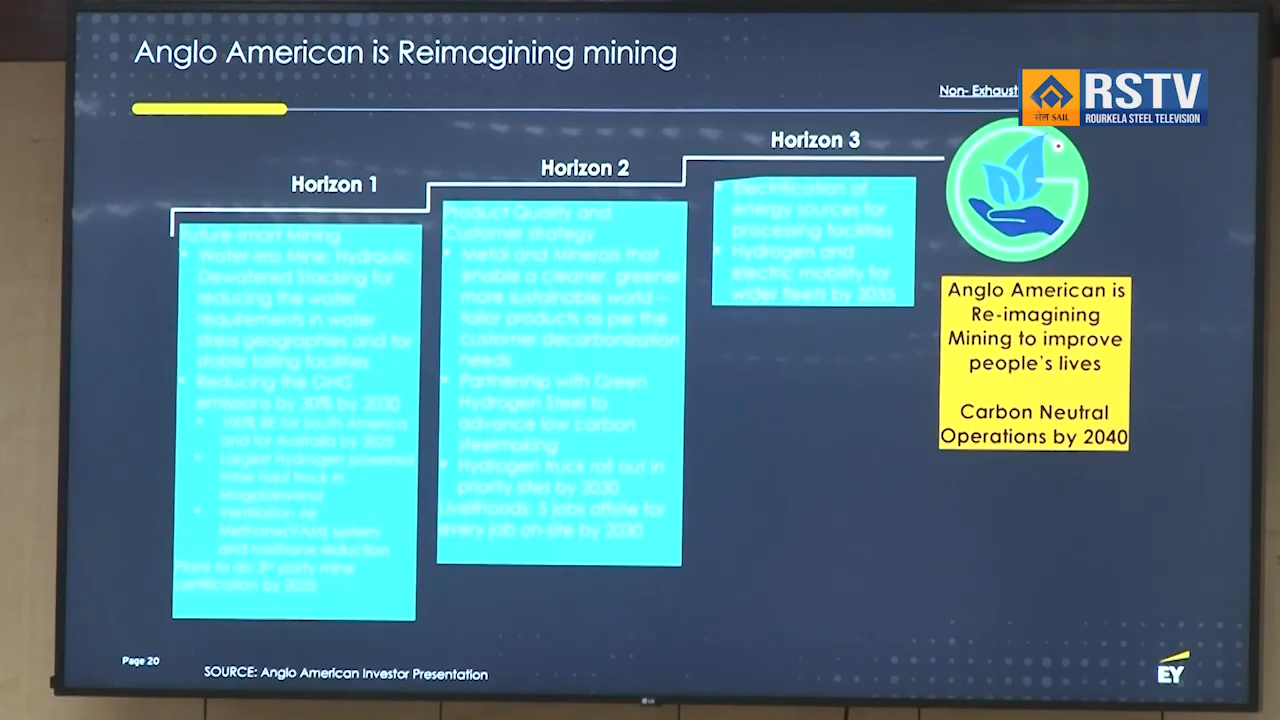 Anglo American is Reimagining mining
Non- Exhaust
सेल SAIL
RSTV
ROURKELA STEEL TELEVISION
Horizon 1
Horizon 2
Horizon 3
Future-smart Mining
Water-less Mine: Hydraulic
Dewatered Stacking for
reducing the water
requirements in water
stress geographies and for
stable tailing facilities
Reducing the GHG
emissions by 30% by 2030
100% RE for South America
and for Australia by 2025
Largest hydrogen powered
mine haul truck in
Mogalakwena
Ventilation Air
Methane(VAM) system
and methane reduction
Plans to do 3rd party mine
certification by 2025
Product Quality and
Customer strategy
Metal and Minerals that
enable a cleaner, greener
more sustainable world –
tailor products as per the
customer decarbonization
needs
Partnership with Green
Hydrogen Steel to
advance low carbon
steelmaking
Hydrogen truck roll out in
priority sites by 2030
Livelihoods: 5 jobs offsite for
every job on-site by 2030
Electrification of
energy sources for
processing facilities
Hydrogen and
electric mobility for
wider fleets by 2035
Anglo American is
Re-imagining
Mining to improve
people's lives
Carbon Neutral
Operations by 2040
Page 20
SOURCE: Anglo American Investor Presentation
EY
LG